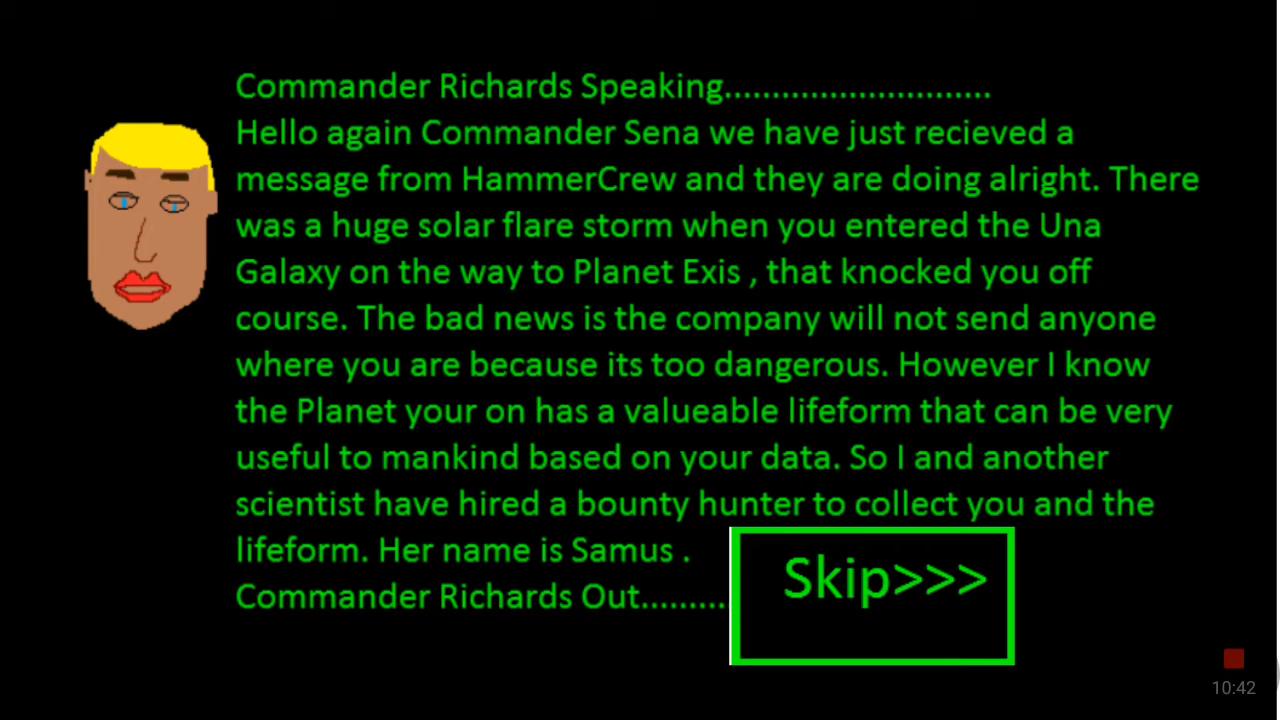 Commander Richards Speaking............................
Hello again Commander Sena we have just recieved a
message from HammerCrew and they are doing alright. There
was a huge solar flare storm when you entered the Una
Galaxy on the way to Planet Exis , that knocked you off
course. The bad news is the company will not send anyone
where you are because its too dangerous. However I know
the Planet your on has a valueable lifeform that can be very
useful to mankind based on your data. So I and another
scientist have hired a bounty hunter to collect you and the
lifeform. Her name is Samus .
Commander Richards Out.........
Skip>>>
10:42